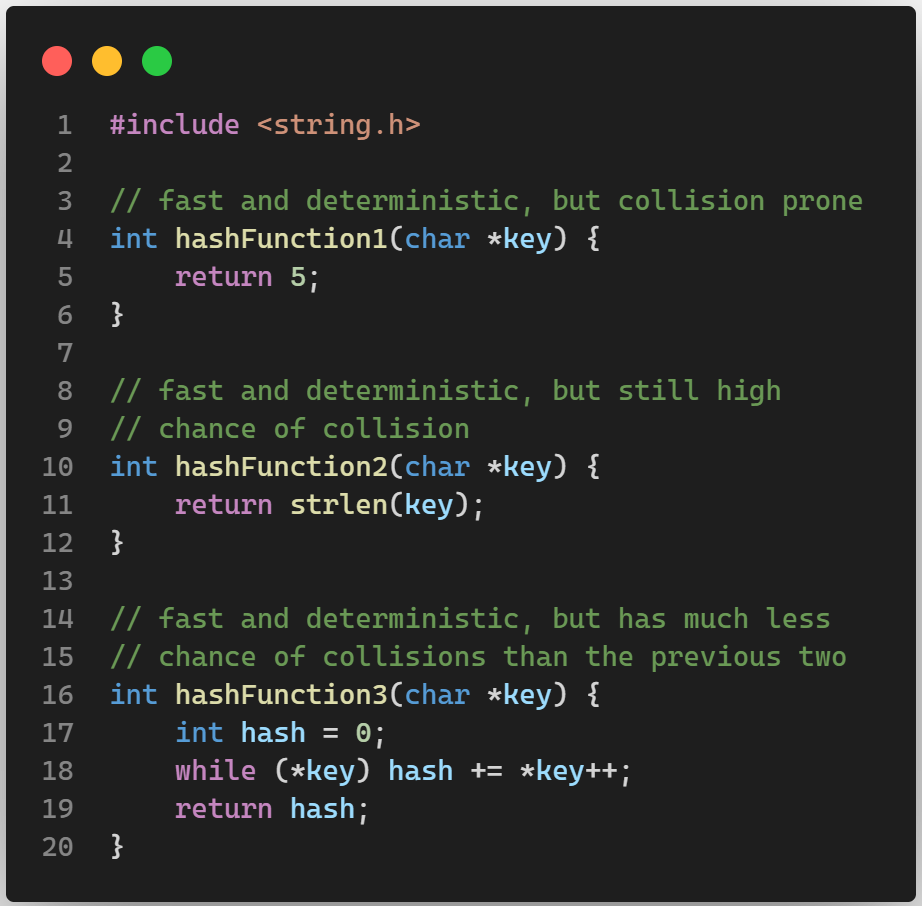 1 #include <string.h>
2
3 // fast and deterministic, but collision prone
4 int hashFunction1(char *key) {
5     return 5;
6 }
7
8 // fast and deterministic, but still high
9 // chance of collision
10 int hashFunction2(char *key) {
11     return strlen(key);
12 }
13
14 // fast and deterministic, but has much less
15 // chance of collisions than the previous two
16 int hashFunction3(char *key) {
17     int hash = 0;
18     while (*key) hash += *key++;
19     return hash;
20 }